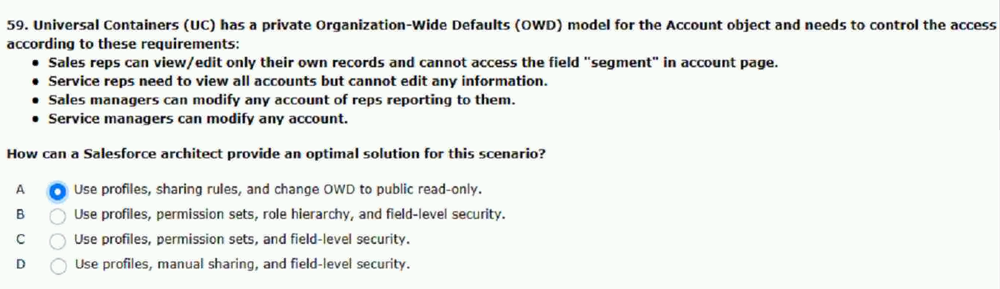 59. Universal Containers (UC) has a private Organization-Wide Defaults (OWD) model for the Account object and needs to control the access
according to these requirements:
• Sales reps can view/edit only their own records and cannot access the field "segment" in account page.
• Service reps need to view all accounts but cannot edit any information.
• Sales managers can modify any account of reps reporting to them.
• Service managers can modify any account.
How can a Salesforce architect provide an optimal solution for this scenario?
A Use profiles, sharing rules, and change OWD to public read-only.
B Use profiles, permission sets, role hierarchy, and field-level security.
C Use profiles, permission sets, and field-level security.
D Use profiles, manual sharing, and field-level security.